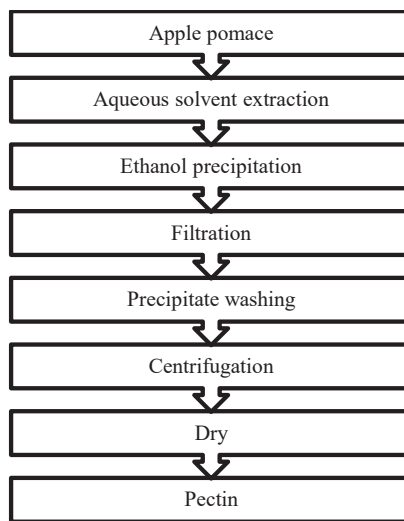 Apple pomace
Aqueous solvent extraction
Ethanol precipitation
Filtration
Precipitate washing
Centrifugation
Dry
Pectin